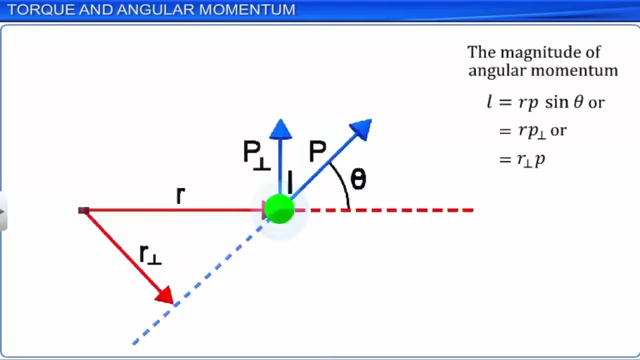 TORQUE AND ANGULAR MOMENTUM
The magnitude of
angular momentum
l = rp sin θ or
= rp⊥ or
= r⊥p
P⊥
P
l
θ
r
r⊥